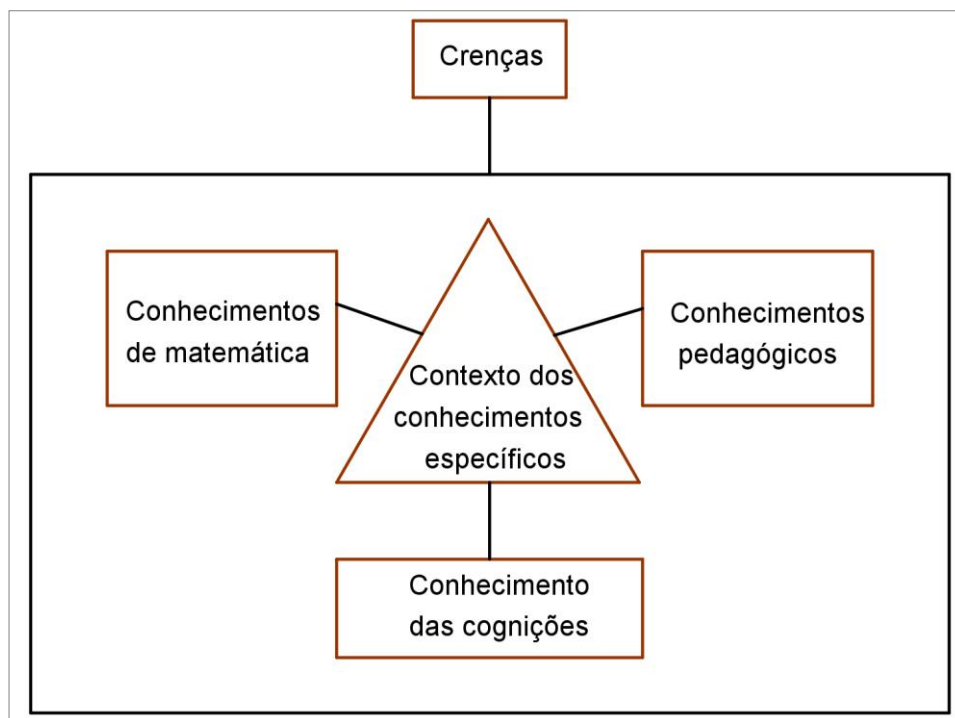 Crenças
Conhecimentos
de matemática
Contexto dos
conhecimentos
específicos
Conhecimentos
pedagógicos
Conhecimento
das cognições